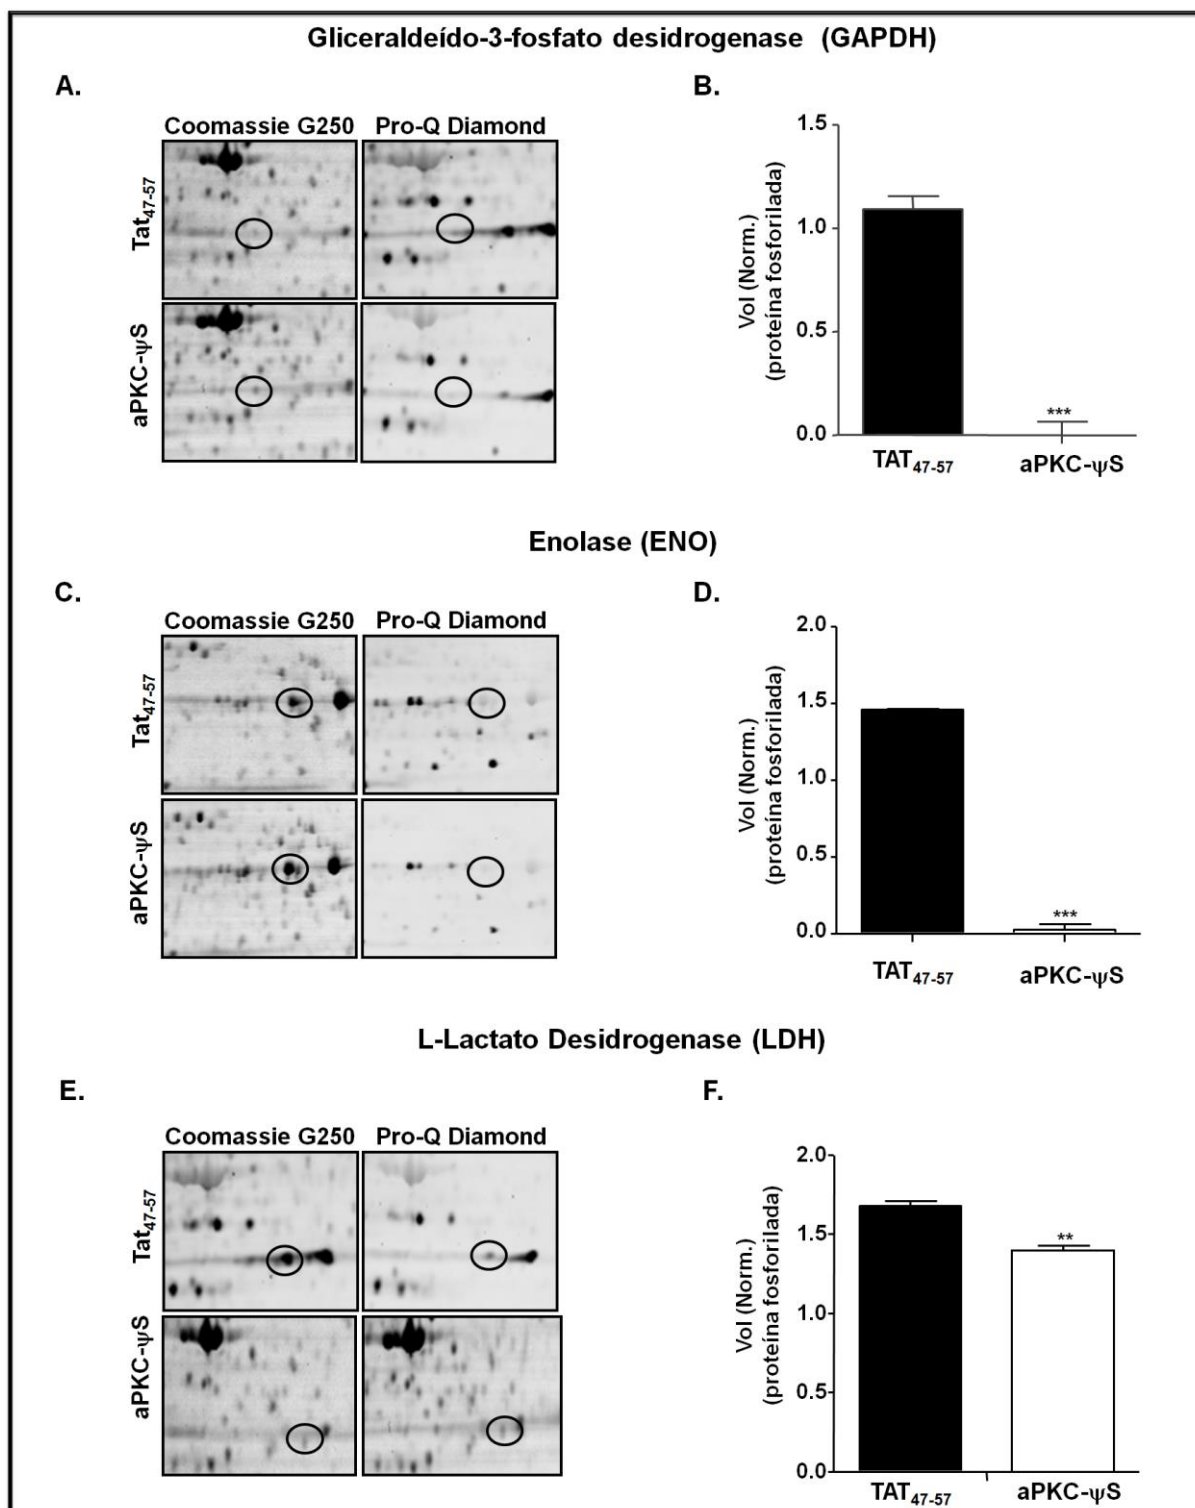 Gliceraldeído-3-fosfato desidrogenase (GAPDH)
A.
B.
Coomassie G250 Pro-Q Diamond
Tat47-57
aPKC-ψS
Vol (Norm.)
(proteína fosforilada)
1.5
1.0
0.5
0.0
***
TAT47-57 aPKC-ψS
Enolase (ENO)
C.
D.
Coomassie G250 Pro-Q Diamond
Tat47-57
aPKC-ψS
Vol (Norm.)
(proteína fosforilada)
2.0
1.5
1.0
0.5
0.0
***
TAT47-57 aPKC-ψS
L-Lactato Desidrogenase (LDH)
E.
F.
Coomassie G250 Pro-Q Diamond
Tat47-57
aPKC-ψS
Vol (Norm.)
(proteína fosforilada)
2.0
1.5
1.0
0.5
0.0
**
TAT47-57 aPKC-ψS